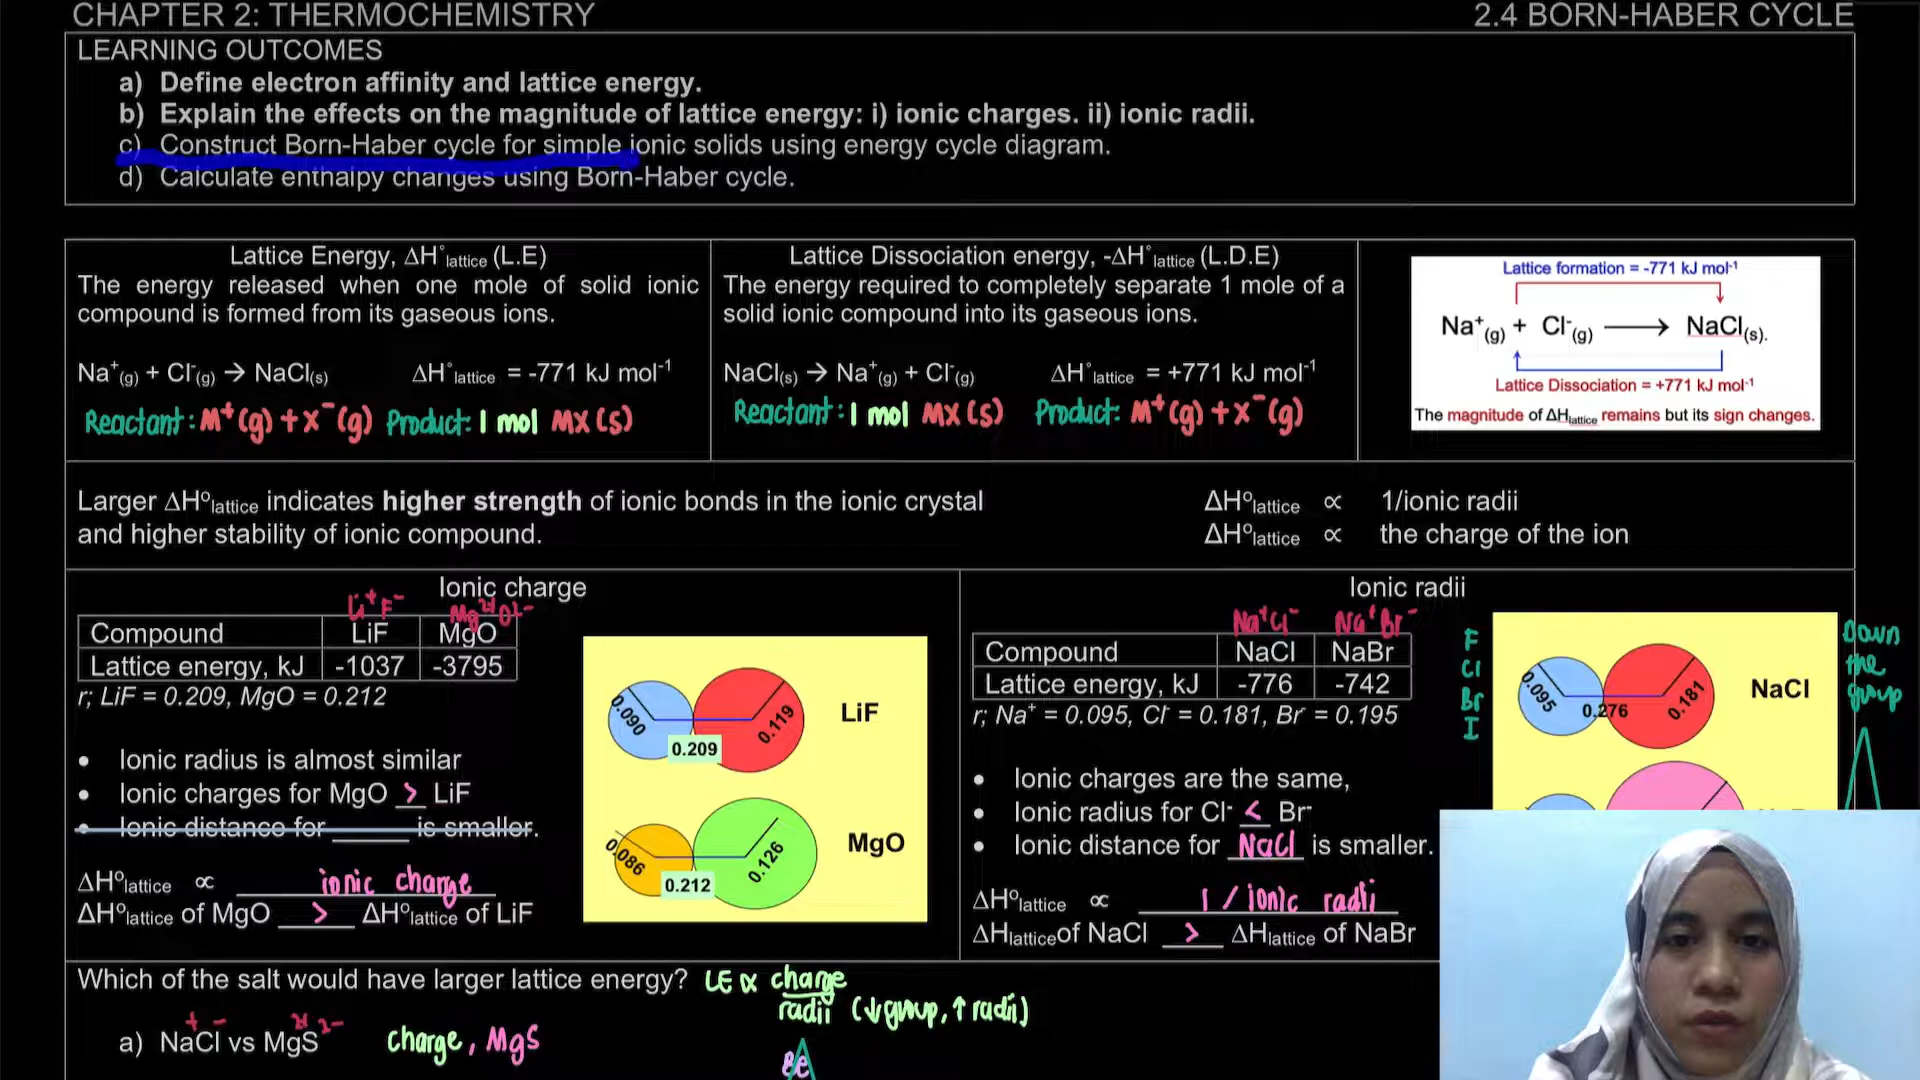 CHAPTER 2: THERMOCHEMISTRY
2.4 BORN-HABER CYCLE
LEARNING OUTCOMES
a) Define electron affinity and lattice energy.
b) Explain the effects on the magnitude of lattice energy: i) ionic charges. ii) ionic radii.
c) Construct Born-Haber cycle for simple ionic solids using energy cycle diagram.
d) Calculate enthalpy changes using Born-Haber cycle.
Lattice Energy, ΔH°lattice (L.E)
The energy released when one mole of solid ionic
compound is formed from its gaseous ions.
Na⁺(g) + Cl⁻(g) → NaCl(s) ΔH°lattice = -771 kJ mol⁻¹
Reactant: M⁺(g) + X⁻(g) Product: 1 mol MX(s)
Lattice Dissociation energy, -ΔH°lattice (L.D.E)
The energy required to completely separate 1 mole of a
solid ionic compound into its gaseous ions.
NaCl(s) → Na⁺(g) + Cl⁻(g) ΔH°lattice = +771 kJ mol⁻¹
Reactant: 1 mol MX(s) Product: M⁺(g) + X⁻(g)
Lattice formation = -771 kJ mol⁻¹
Na⁺(g) + Cl⁻(g) → NaCl(s).
Lattice Dissociation = +771 kJ mol⁻¹
The magnitude of ΔHlattice remains but its sign changes.
Larger ΔH°lattice indicates higher strength of ionic bonds in the ionic crystal
and higher stability of ionic compound.
ΔH°lattice ∝ 1/ionic radii
ΔH°lattice ∝ the charge of the ion
Ionic charge
Li⁺F⁻ Mg²⁺O²⁻
Compound LiF MgO
Lattice energy, kJ -1037 -3795
r; LiF = 0.209, MgO = 0.212
• Ionic radius is almost similar
• Ionic charges for MgO > LiF
• Ionic distance for ______ is smaller.
ΔH°lattice ∝ ionic charge
ΔH°lattice of MgO > ΔH°lattice of LiF
0.090 0.119 LiF
0.209
0.086 0.126 MgO
0.212
Ionic radii
Na⁺Cl⁻ Na⁺Br⁻
Compound NaCl NaBr
Lattice energy, kJ -776 -742
r; Na⁺ = 0.095, Cl⁻ = 0.181, Br⁻ = 0.195
• Ionic charges are the same,
• Ionic radius for Cl⁻ < Br⁻
• Ionic distance for NaCl is smaller.
ΔH°lattice ∝ 1 / ionic radii
ΔHlattice of NaCl > ΔHlattice of NaBr
F
Cl
Br
I
0.095 0.181 NaCl
0.276
Down
the
group
Which of the salt would have larger lattice energy? LE ∝ charge
radii (↓group, ↑radii)
a) Na⁺Cl⁻ vs Mg²⁺S²⁻ charge, MgS
Be